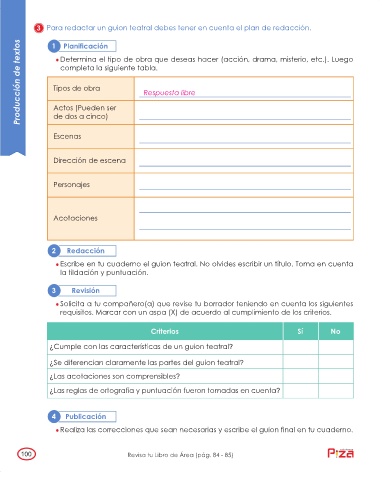 Producción de textos
3 Para redactar un guion teatral debes tener en cuenta el plan de redacción.
1 Planificación
• Determina el tipo de obra que deseas hacer (acción, drama, misterio, etc.). Luego
completa la siguiente tabla.
Tipos de obra
Respuesta libre
Actos (Pueden ser
de dos a cinco)
Escenas
Dirección de escena
Personajes
Acotaciones
2 Redacción
• Escribe en tu cuaderno el guion teatral. No olvides escribir un título. Toma en cuenta
la tildación y puntuación.
3 Revisión
• Solicita a tu compañero(a) que revise tu borrador teniendo en cuenta los siguientes
requisitos. Marcar con un aspa (X) de acuerdo al cumplimiento de los criterios.
Criterios Sí No
¿Cumple con las características de un guion teatral?
¿Se diferencian claramente las partes del guion teatral?
¿Las acotaciones son comprensibles?
¿Las reglas de ortografía y puntuación fueron tomadas en cuenta?
4 Publicación
• Realiza las correcciones que sean necesarias y escribe el guion final en tu cuaderno.
100
Revisa tu Libro de Área (pág. 84 - 85)